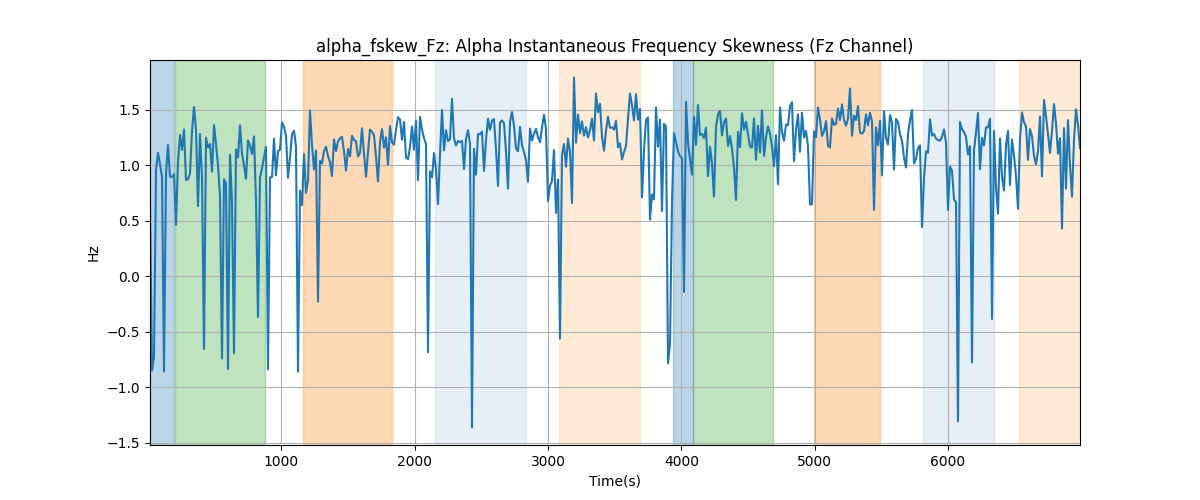 alpha_fskew_Fz: Alpha Instantaneous Frequency Skewness (Fz Channel)
1.5
1.0
0.5
0.0
−0.5
−1.0
−1.5
Hz
1000 2000 3000 4000 5000 6000
Time(s)